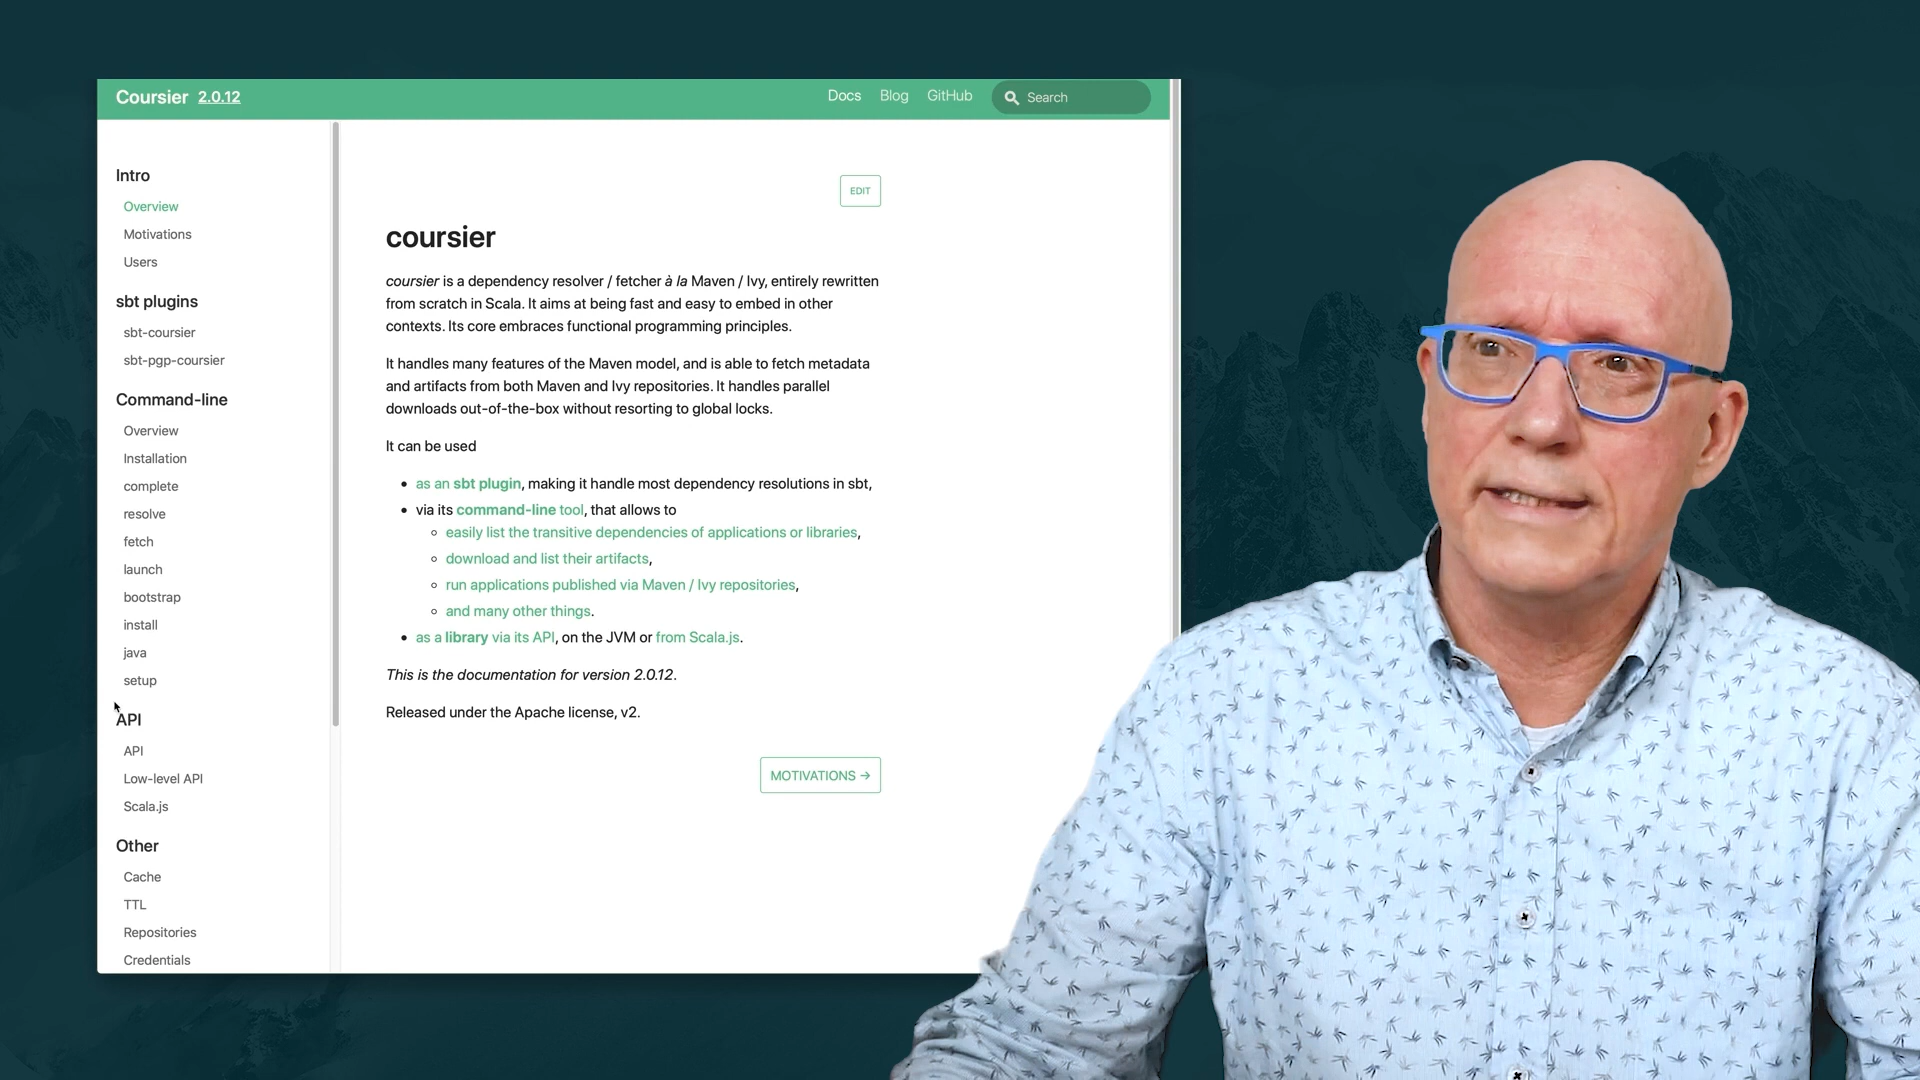 Coursier 2.0.12
Docs Blog GitHub Search
Intro
Overview
Motivations
Users
sbt plugins
sbt-coursier
sbt-pgp-coursier
Command-line
Overview
Installation
complete
resolve
fetch
launch
bootstrap
install
java
setup
API
API
Low-level API
Scala.js
Other
Cache
TTL
Repositories
Credentials
EDIT
coursier
coursier is a dependency resolver / fetcher à la Maven / Ivy, entirely rewritten
from scratch in Scala. It aims at being fast and easy to embed in other
contexts. Its core embraces functional programming principles.
It handles many features of the Maven model, and is able to fetch metadata
and artifacts from both Maven and Ivy repositories. It handles parallel
downloads out-of-the-box without resorting to global locks.
It can be used
• as an sbt plugin, making it handle most dependency resolutions in sbt,
• via its command-line tool, that allows to
◦ easily list the transitive dependencies of applications or libraries,
◦ download and list their artifacts,
◦ run applications published via Maven / Ivy repositories,
◦ and many other things.
• as a library via its API, on the JVM or from Scala.js.
This is the documentation for version 2.0.12.
Released under the Apache license, v2.
MOTIVATIONS →